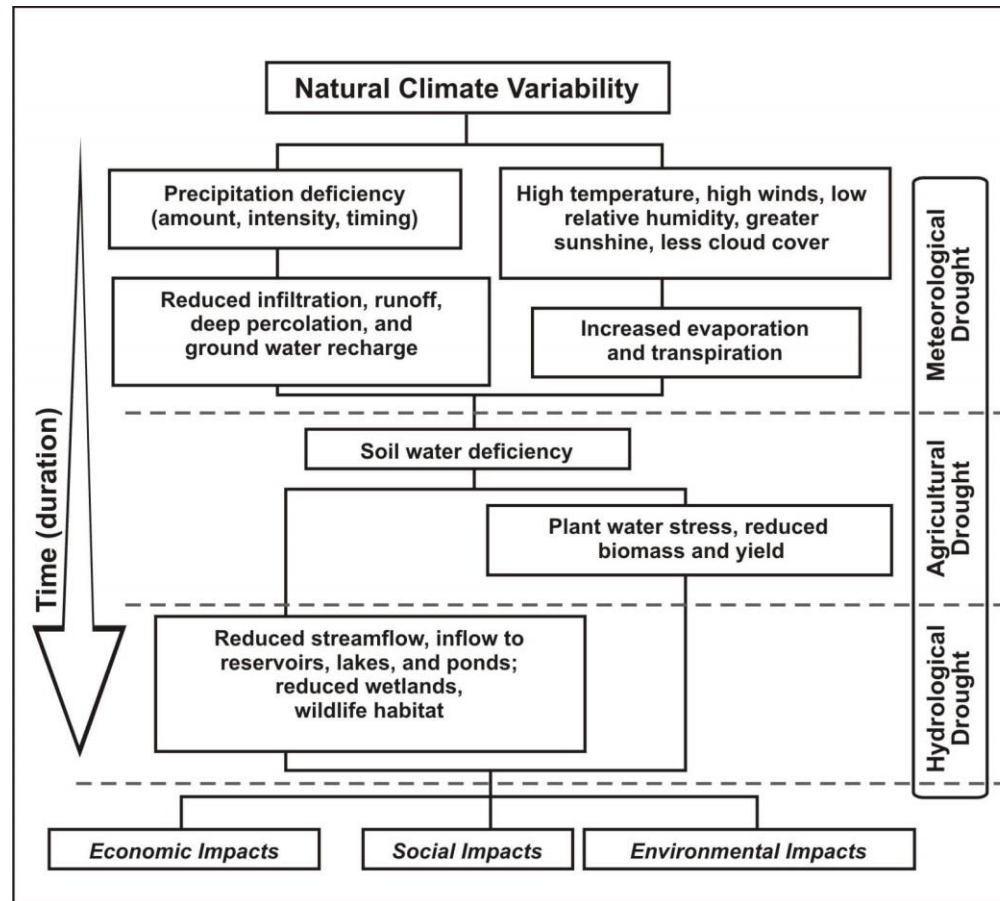 Natural Climate Variability
Precipitation deficiency
(amount, intensity, timing)
High temperature, high winds, low
relative humidity, greater
sunshine, less cloud cover
Reduced infiltration, runoff,
deep percolation, and
ground water recharge
Increased evaporation
and transpiration
Meteorological
Drought
Time (duration)
Soil water deficiency
Plant water stress, reduced
biomass and yield
Agricultural
Drought
Reduced streamflow, inflow to
reservoirs, lakes, and ponds;
reduced wetlands,
wildlife habitat
Hydrological
Drought
Economic Impacts
Social Impacts
Environmental Impacts